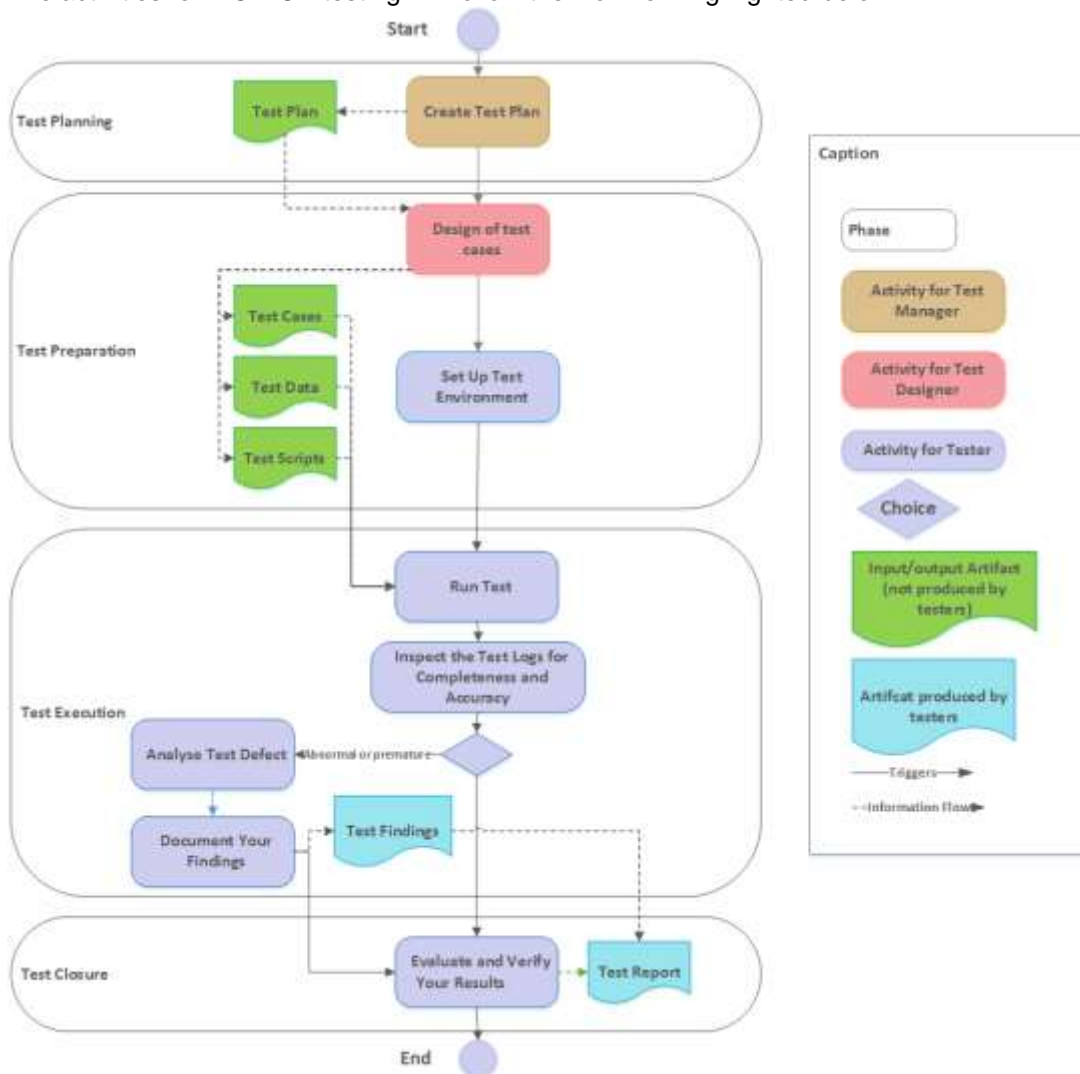 Start
Test Planning
Test Plan
Create Test Plan
Design of test
cases
Test Preparation
Test Cases
Test Data
Test Scripts
Set Up Test
Environment
Run Test
Inspect the Test Logs for
Completeness and
Accuracy
Test Execution
Analyse Test Defect
Abnormal or premature
Document Your
Findings
Test Findings
Test Closure
Evaluate and Verify
Your Results
Test Report
End
Caption
Phase
Activity for Test
Manager
Activity for Test
Designer
Activity for Tester
Choice
Input/output Artifact
(not produced by
testers)
Artifcat produced by
testers
Triggers
Information Flow